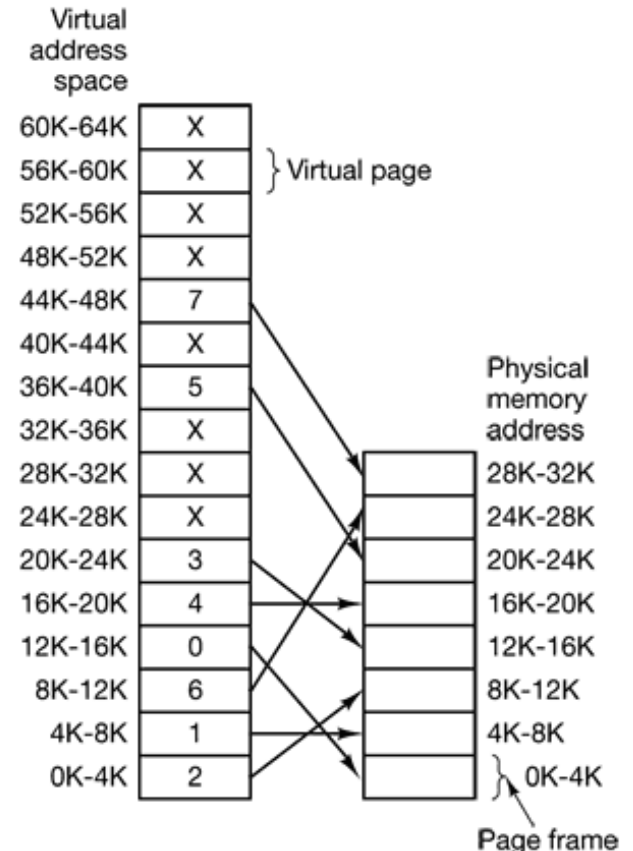 Virtual
address
space
60K-64K X
56K-60K X } Virtual page
52K-56K X
48K-52K X
44K-48K 7
40K-44K X
36K-40K 5
32K-36K X
28K-32K X
24K-28K X
20K-24K 3
16K-20K 4
12K-16K 0
8K-12K 6
4K-8K 1
0K-4K 2
Physical
memory
address
28K-32K
24K-28K
20K-24K
16K-20K
12K-16K
8K-12K
4K-8K
} 0K-4K
Page frame